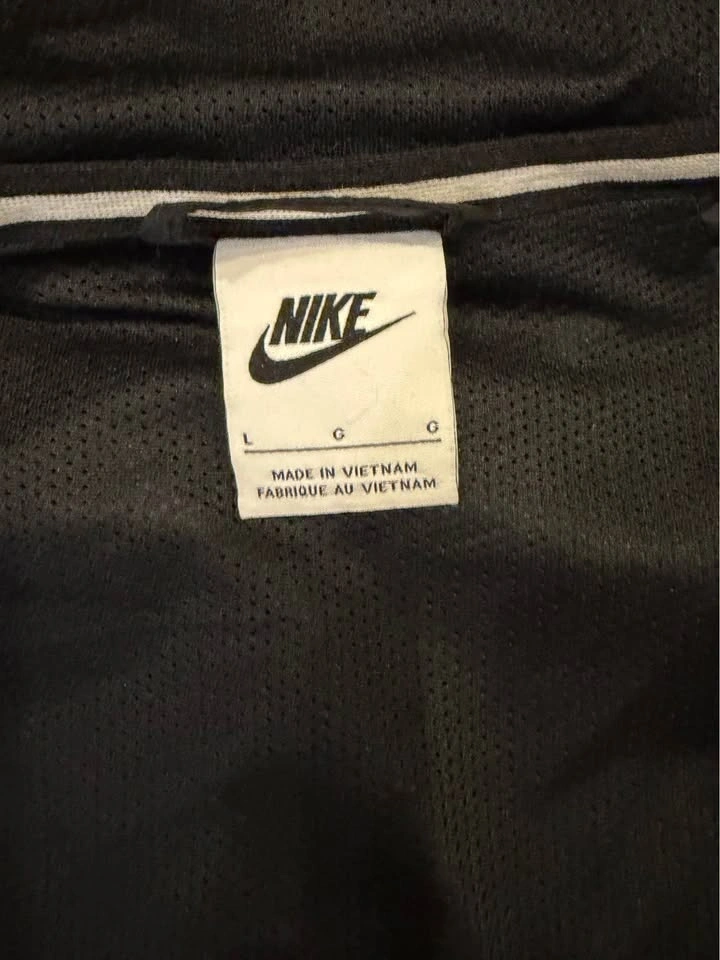 NIKE
L G G
MADE IN VIETNAM
FABRIQUE AU VIETNAM